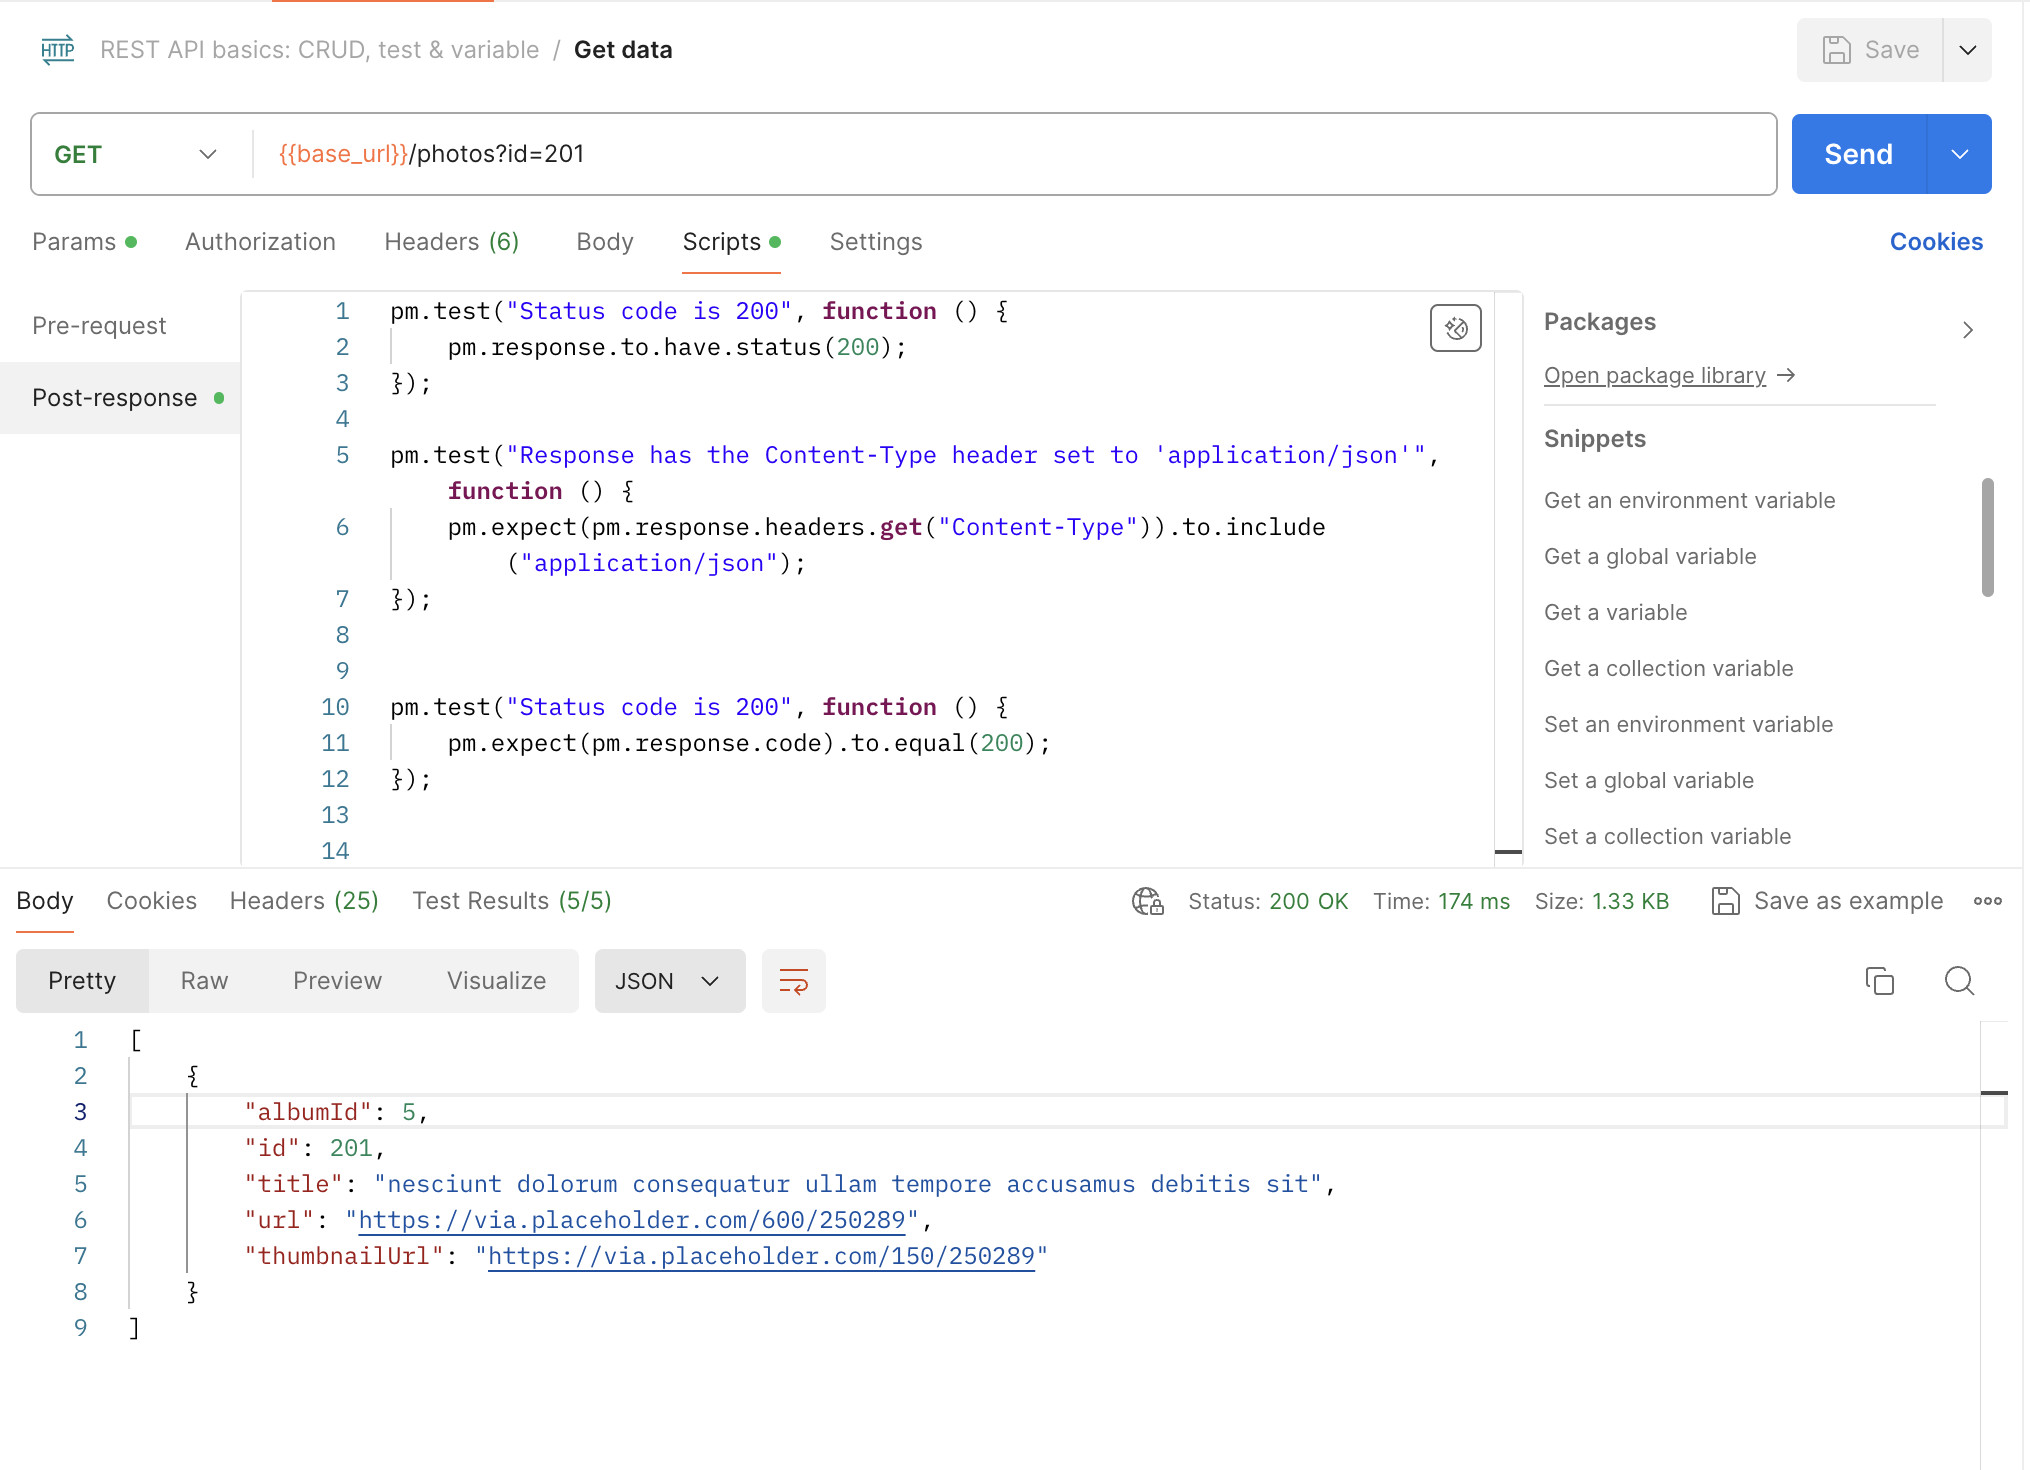 HTTP REST API basics: CRUD, test & variable / Get data
Save
GET {{base_url}}/photos?id=201
Send
Params Authorization Headers (6) Body Scripts Settings Cookies
Pre-request
Post-response
1 pm.test("Status code is 200", function () {
2 pm.response.to.have.status(200);
3 });
4
5 pm.test("Response has the Content-Type header set to 'application/json'",
function () {
6 pm.expect(pm.response.headers.get("Content-Type")).to.include
("application/json");
7 });
8
9
10 pm.test("Status code is 200", function () {
11 pm.expect(pm.response.code).to.equal(200);
12 });
13
14
Packages
Open package library →
Snippets
Get an environment variable
Get a global variable
Get a variable
Get a collection variable
Set an environment variable
Set a global variable
Set a collection variable
Body Cookies Headers (25) Test Results (5/5) Status: 200 OK Time: 174 ms Size: 1.33 KB Save as example
Pretty Raw Preview Visualize JSON
1 [
2 {
3 "albumId": 5,
4 "id": 201,
5 "title": "nesciunt dolorum consequatur ullam tempore accusamus debitis sit",
6 "url": "https://via.placeholder.com/600/250289",
7 "thumbnailUrl": "https://via.placeholder.com/150/250289"
8 }
9 ]